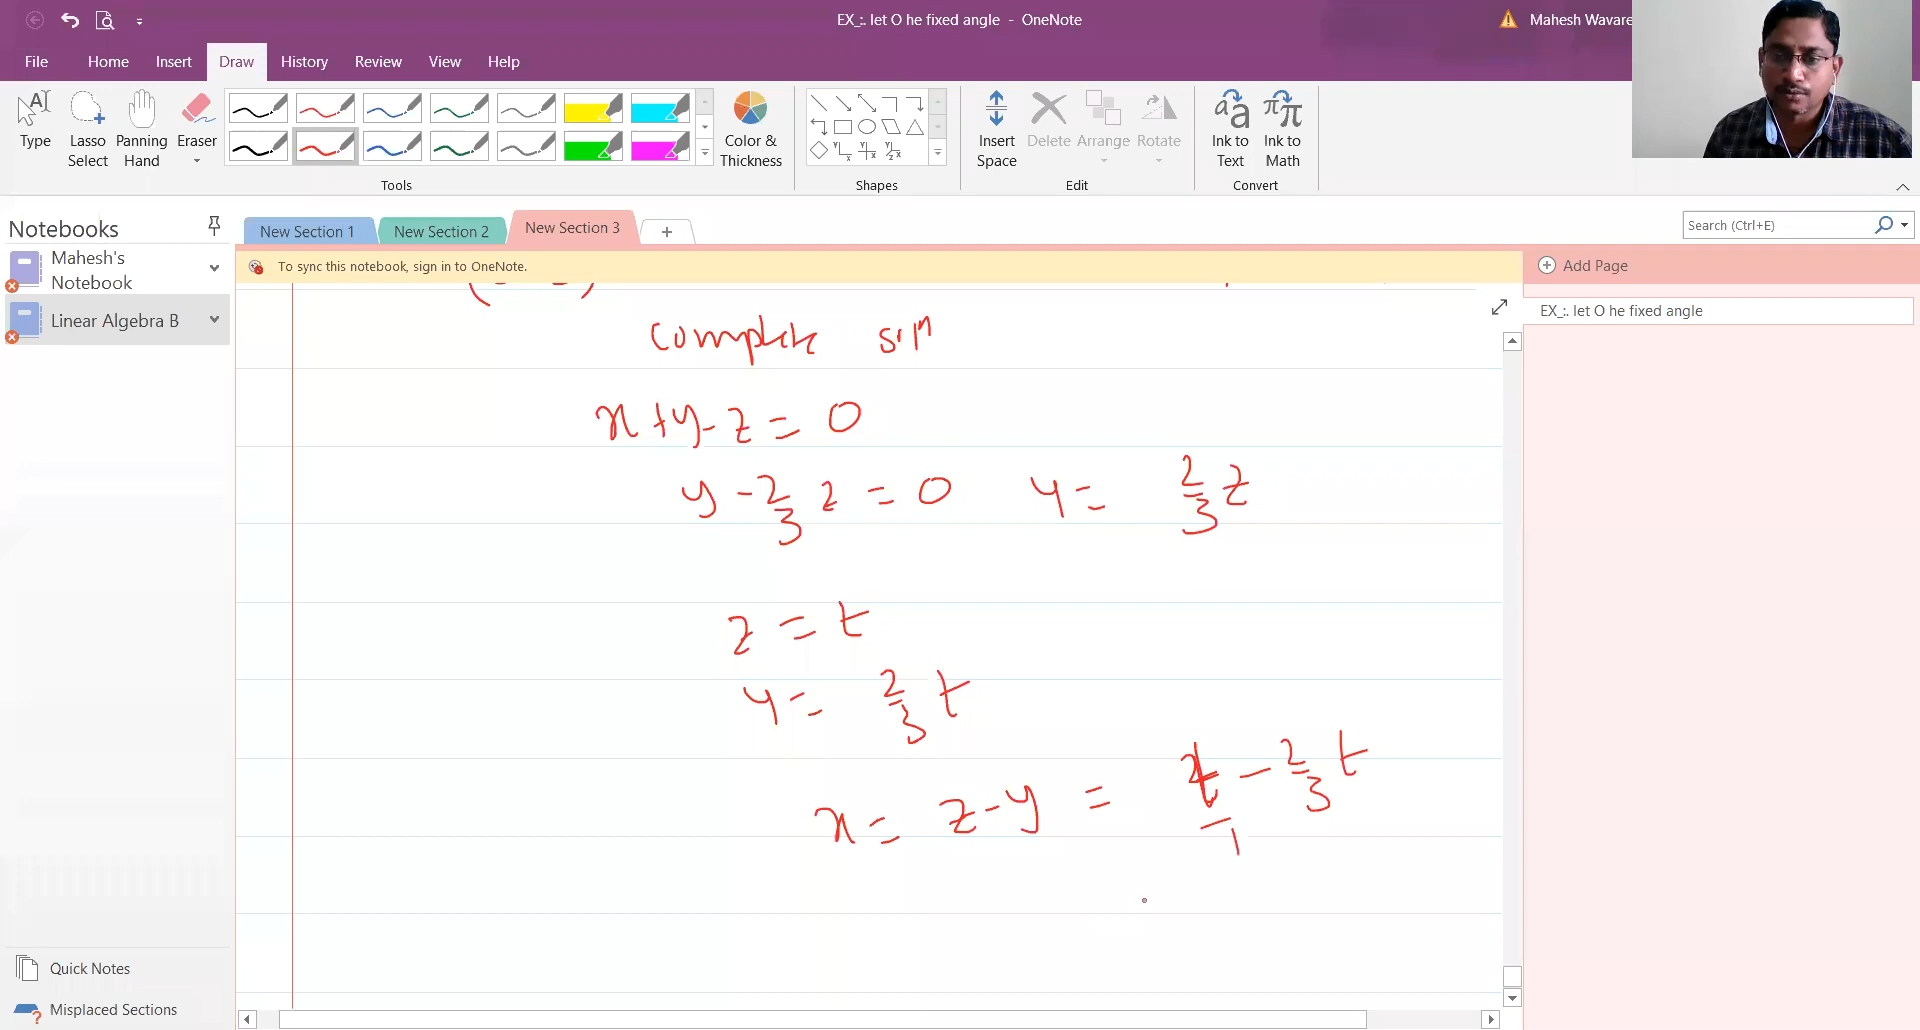 EX_:. let O he fixed angle - OneNote
Mahesh Wavare
File Home Insert Draw History Review View Help
Type
Lasso Select
Panning Hand
Eraser
Color & Thickness
Insert Space
Delete
Arrange
Rotate
Ink to Text
Ink to Math
Tools
Shapes
Edit
Convert
Notebooks
New Section 1
New Section 2
New Section 3
+
Search (Ctrl+E)
Mahesh's Notebook
Linear Algebra B
To sync this notebook, sign in to OneNote.
Add Page
EX_:. let O he fixed angle
complete sol^n
x+y-z=0
y-2/3 z=0 y= 2/3 z
z=t
y= 2/3 t
x= z-y = t/1 - 2/3 t
Quick Notes
Misplaced Sections